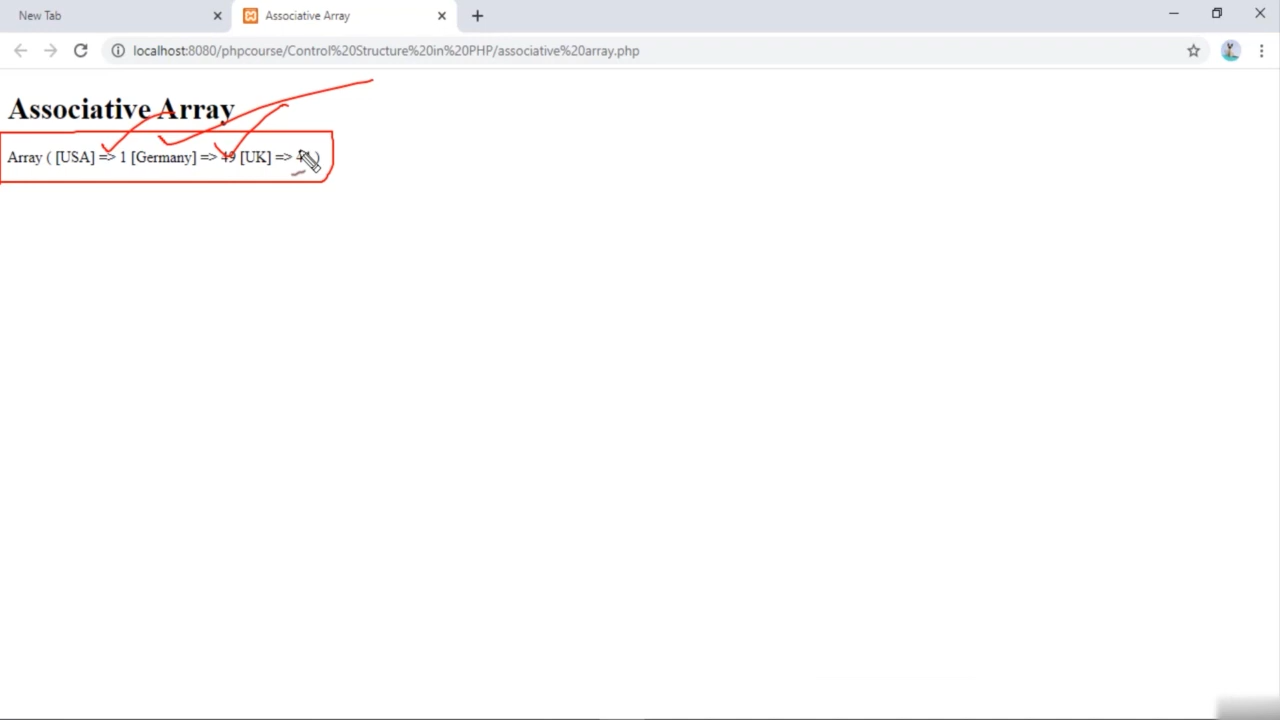 New Tab
Associative Array
localhost:8080/phpcourse/Control%20Structure%20in%20PHP/associative%20array.php
Associative Array
Array ( [USA] => 1 [Germany] => 49 [UK] => )